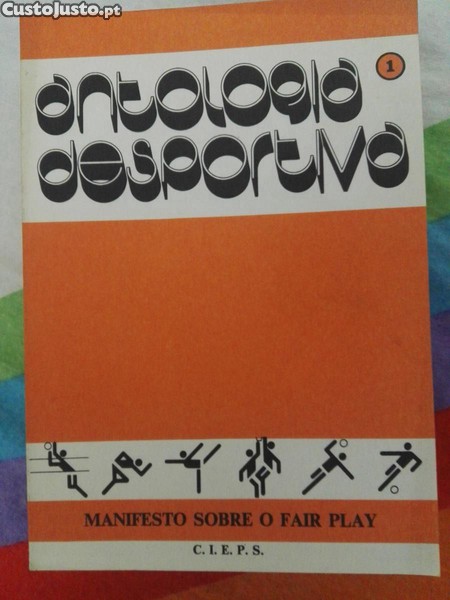 CustoJusto.pt
antologia 1
desportiva
MANIFESTO SOBRE O FAIR PLAY
C. I. E. P. S.